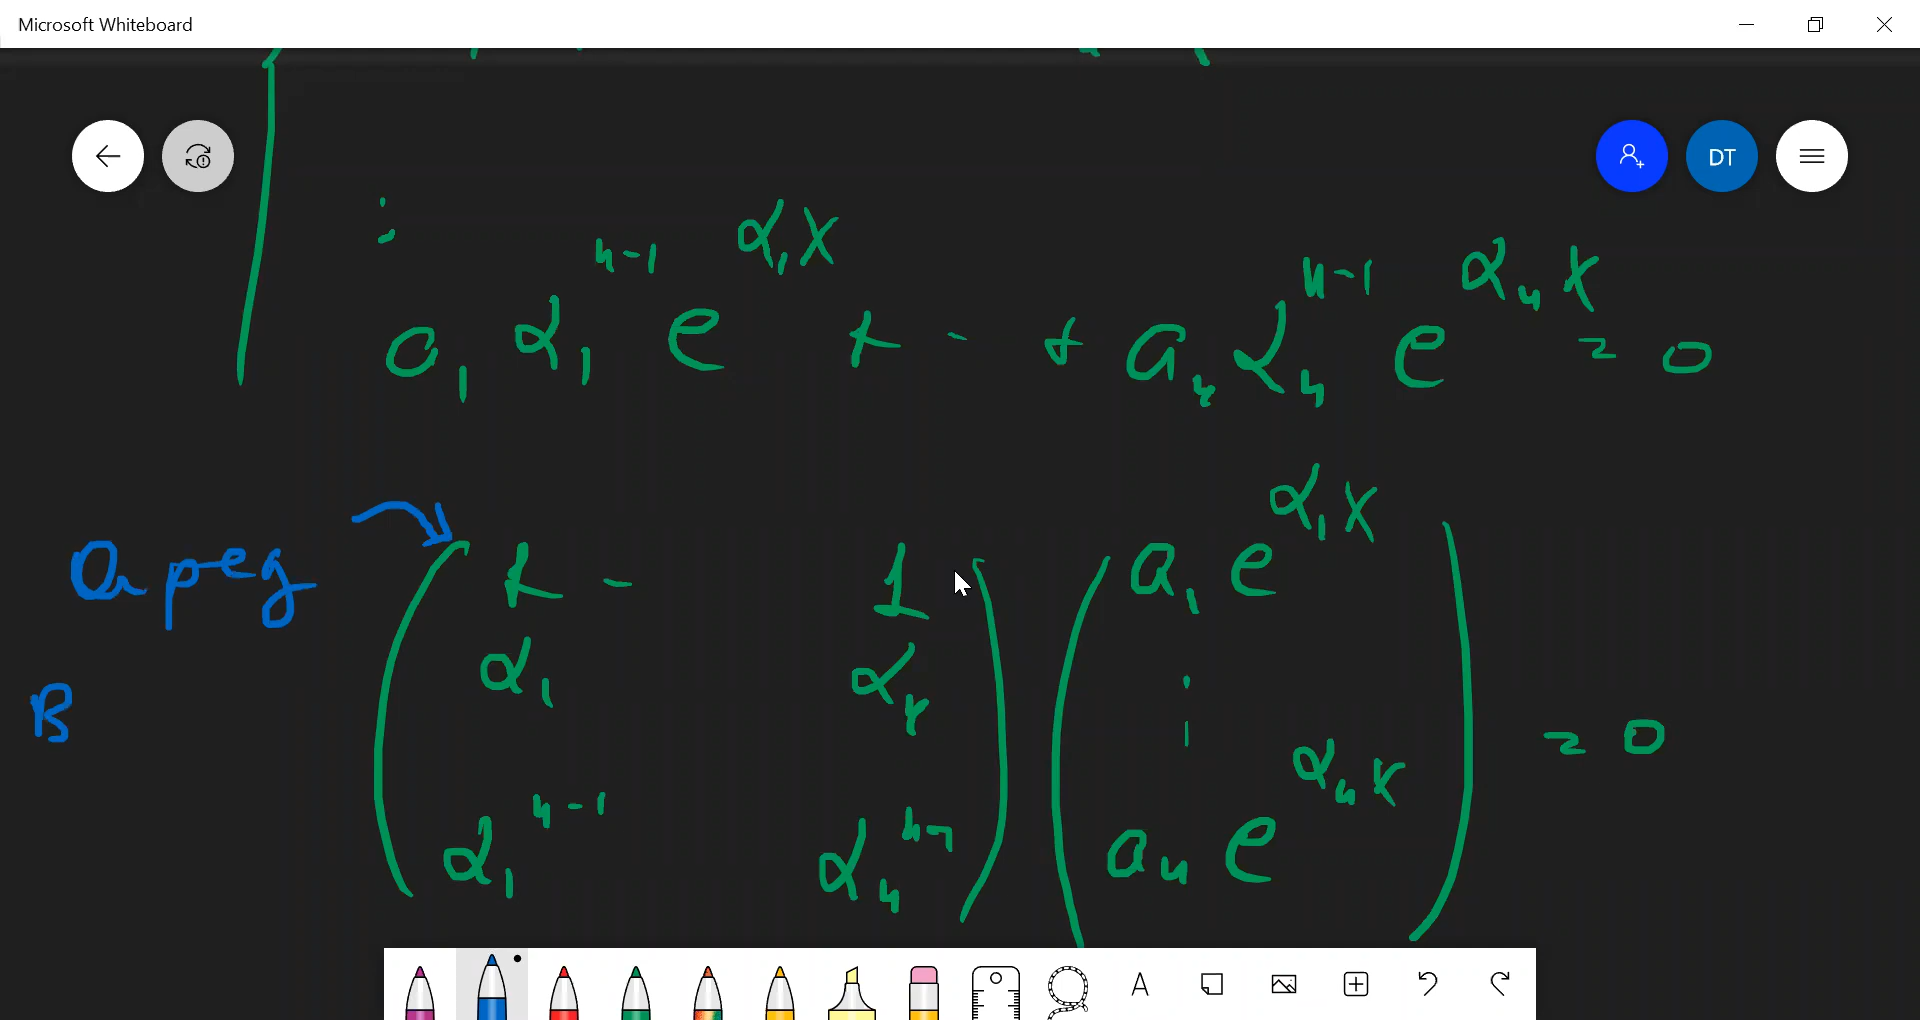 Microsoft Whiteboard
DT
⋮
a₁ α₁ⁿ⁻¹ e^α₁x + - + aₙ αₙⁿ⁻¹ e^αₙx = 0
Опред
1 - 1
a₁ e^α₁x
α₁ αₙ
⋮
= 0
В
α₁ⁿ⁻¹ αₙⁿ⁻¹
aₙ e^αₙx
A